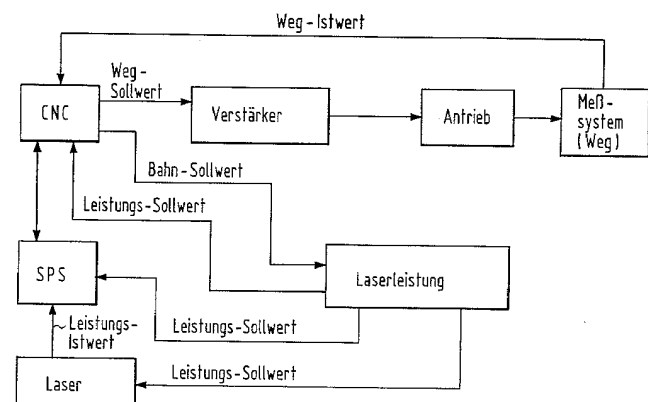 Weg-Istwert
Weg-
Sollwert
CNC
Verstärker
Antrieb
Meß-
system
(Weg)
Bahn-Sollwert
Leistungs-Sollwert
SPS
Laserleistung
Leistungs-
Istwert
Leistungs-Sollwert
Laser
Leistungs-Sollwert